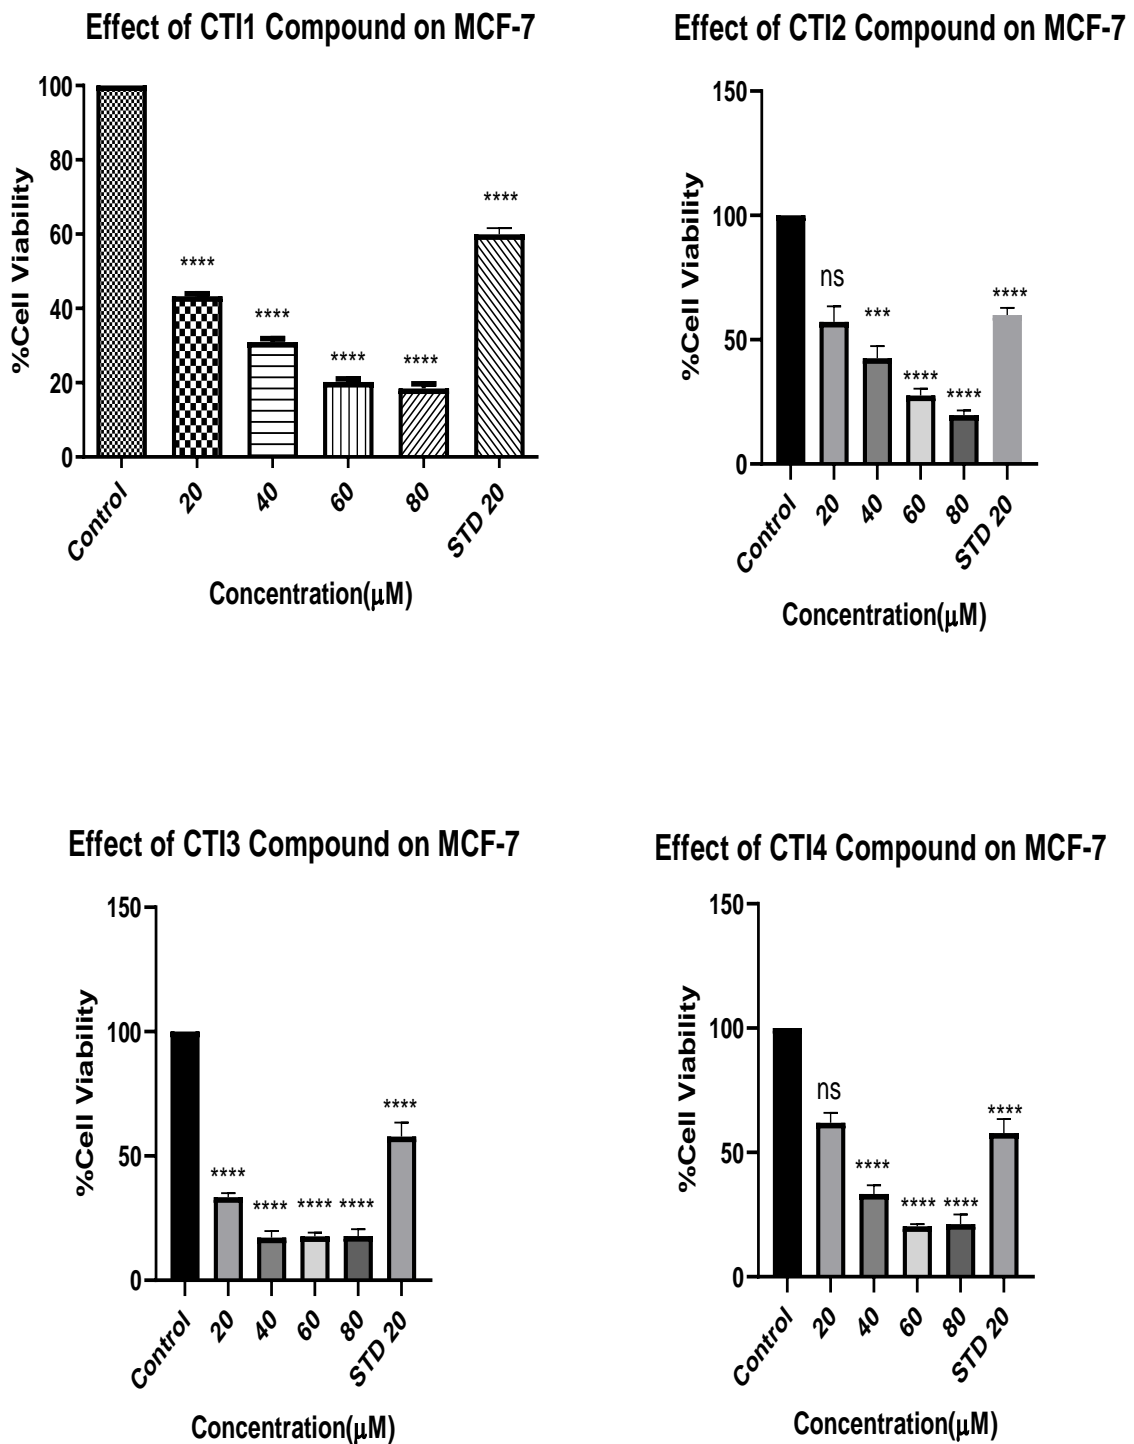 Effect of CTI1 Compound on MCF-7
%Cell Viability
100
80
60
40
20
0
****
****
****
****
****
Control
20
40
60
80
STD 20
Concentration(μM)
Effect of CTI2 Compound on MCF-7
%Cell Viability
150
100
50
0
ns
***
****
****
****
Control
20
40
60
80
STD 20
Concentration(μM)
Effect of CTI3 Compound on MCF-7
%Cell Viability
150
100
50
0
****
****
****
****
****
Control
20
40
60
80
STD 20
Concentration(μM)
Effect of CTI4 Compound on MCF-7
%Cell Viability
150
100
50
0
ns
****
****
****
****
Control
20
40
60
80
STD 20
Concentration(μM)